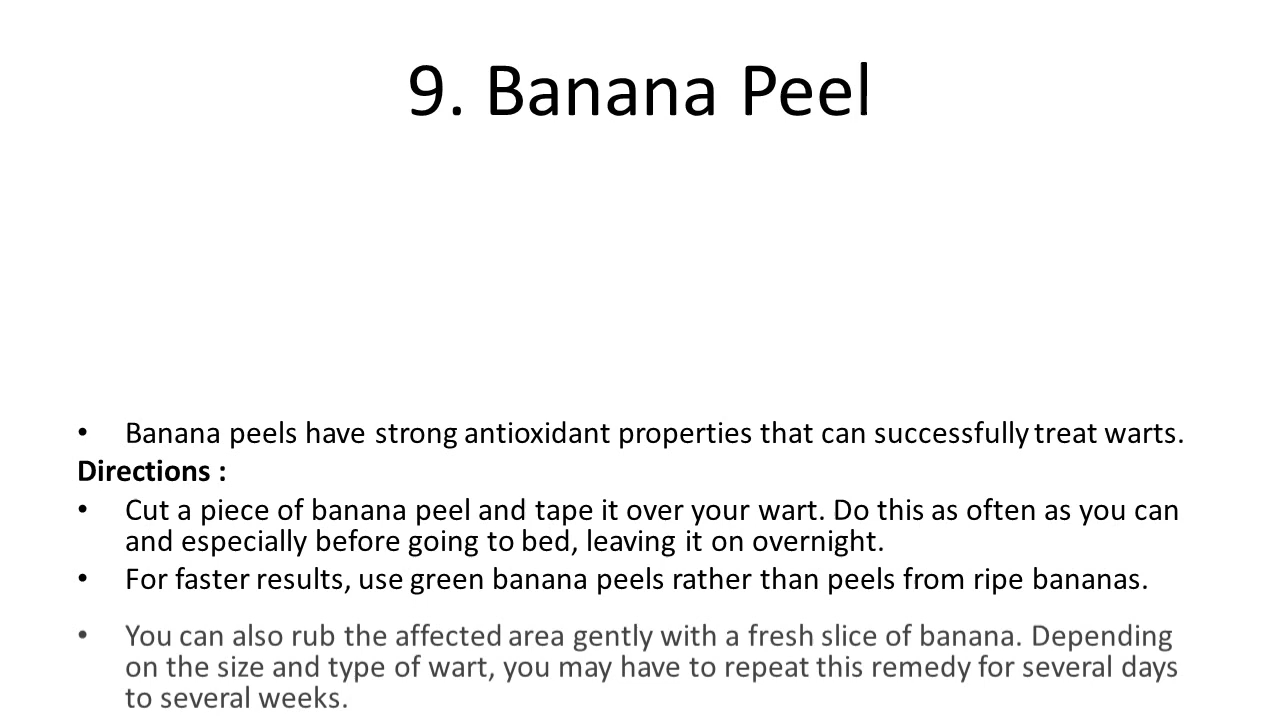 9. Banana Peel
• Banana peels have strong antioxidant properties that can successfully treat warts.
Directions :
• Cut a piece of banana peel and tape it over your wart. Do this as often as you can
and especially before going to bed, leaving it on overnight.
• For faster results, use green banana peels rather than peels from ripe bananas.
• You can also rub the affected area gently with a fresh slice of banana. Depending
on the size and type of wart, you may have to repeat this remedy for several days
to several weeks.